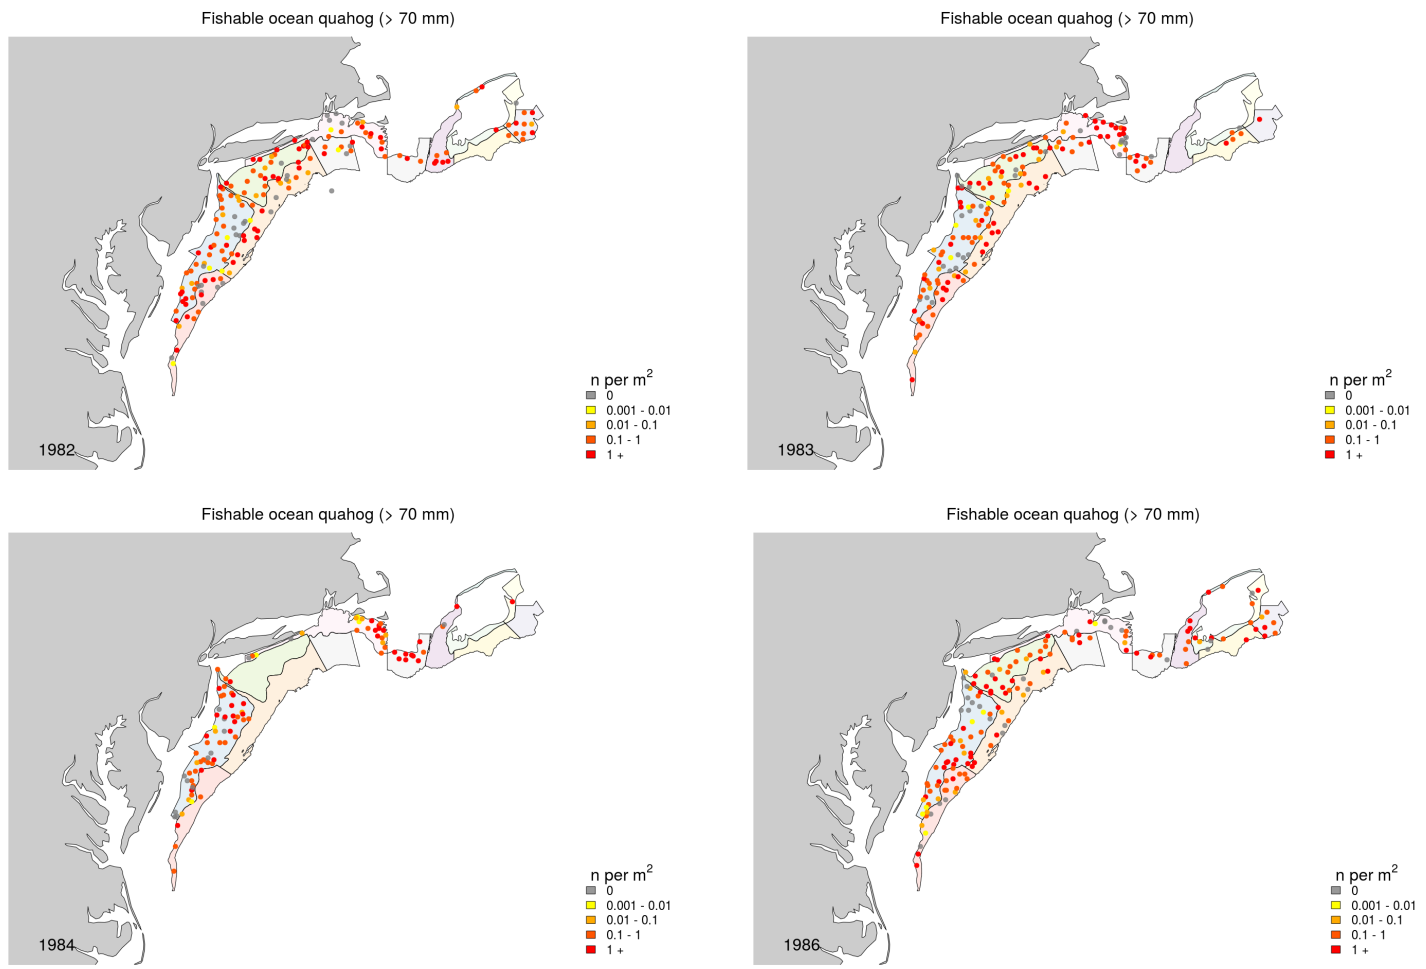 Fishable ocean quahog (> 70 mm)
n per m2
0
0.001 - 0.01
0.01 - 0.1
0.1 - 1
1 +
1982
Fishable ocean quahog (> 70 mm)
n per m2
0
0.001 - 0.01
0.01 - 0.1
0.1 - 1
1 +
1983
Fishable ocean quahog (> 70 mm)
n per m2
0
0.001 - 0.01
0.01 - 0.1
0.1 - 1
1 +
1984
Fishable ocean quahog (> 70 mm)
n per m2
0
0.001 - 0.01
0.01 - 0.1
0.1 - 1
1 +
1986